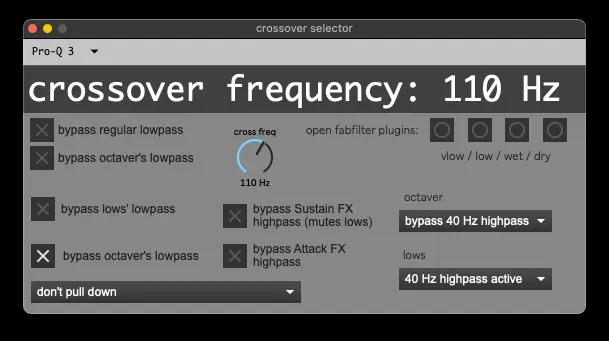 crossover selector
Pro-Q 3
crossover frequency: 110 Hz
bypass regular lowpass
bypass octaver's lowpass
cross freq
110 Hz
open fabfilter plugins:
vlow / low / wet / dry
bypass lows' lowpass
bypass octaver's lowpass
bypass Sustain FX
highpass (mutes lows)
bypass Attack FX
highpass
octaver
bypass 40 Hz highpass
lows
40 Hz highpass active
don't pull down